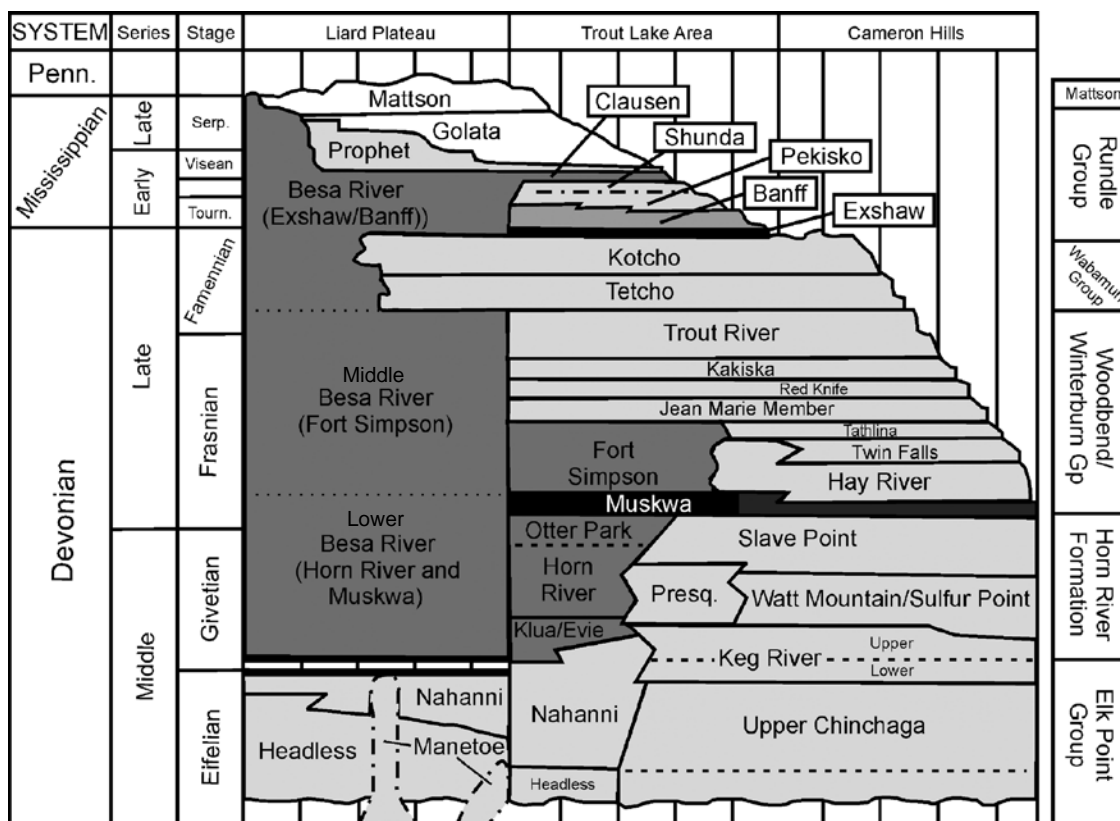 SYSTEM Series Stage Liard Plateau Trout Lake Area Cameron Hills
Penn.
Mississippian
Late
Early
Serp.
Visean
Tourn.
Devonian
Late
Middle
Famennian
Frasnian
Givetian
Eifelian
Mattson
Golata
Prophet
Besa River
(Exshaw/Banff))
Middle
Besa River
(Fort Simpson)
Lower
Besa River
(Horn River and
Muskwa)
Nahanni
Headless
Manetoe
Clausen
Shunda
Pekisko
Banff
Exshaw
Kotcho
Tetcho
Trout River
Kakiska
Red Knife
Jean Marie Member
Tathlina
Fort
Simpson
Twin Falls
Hay River
Muskwa
Otter Park
Slave Point
Horn
River
Presq.
Watt Mountain/Sulfur Point
Klua/Evie
Keg River
Upper
Lower
Nahanni
Upper Chinchaga
Headless
Mattson
Rundle
Group
Wabamun
Group
Woodbend/
Winterburn Gp
Horn River
Formation
Elk Point
Group